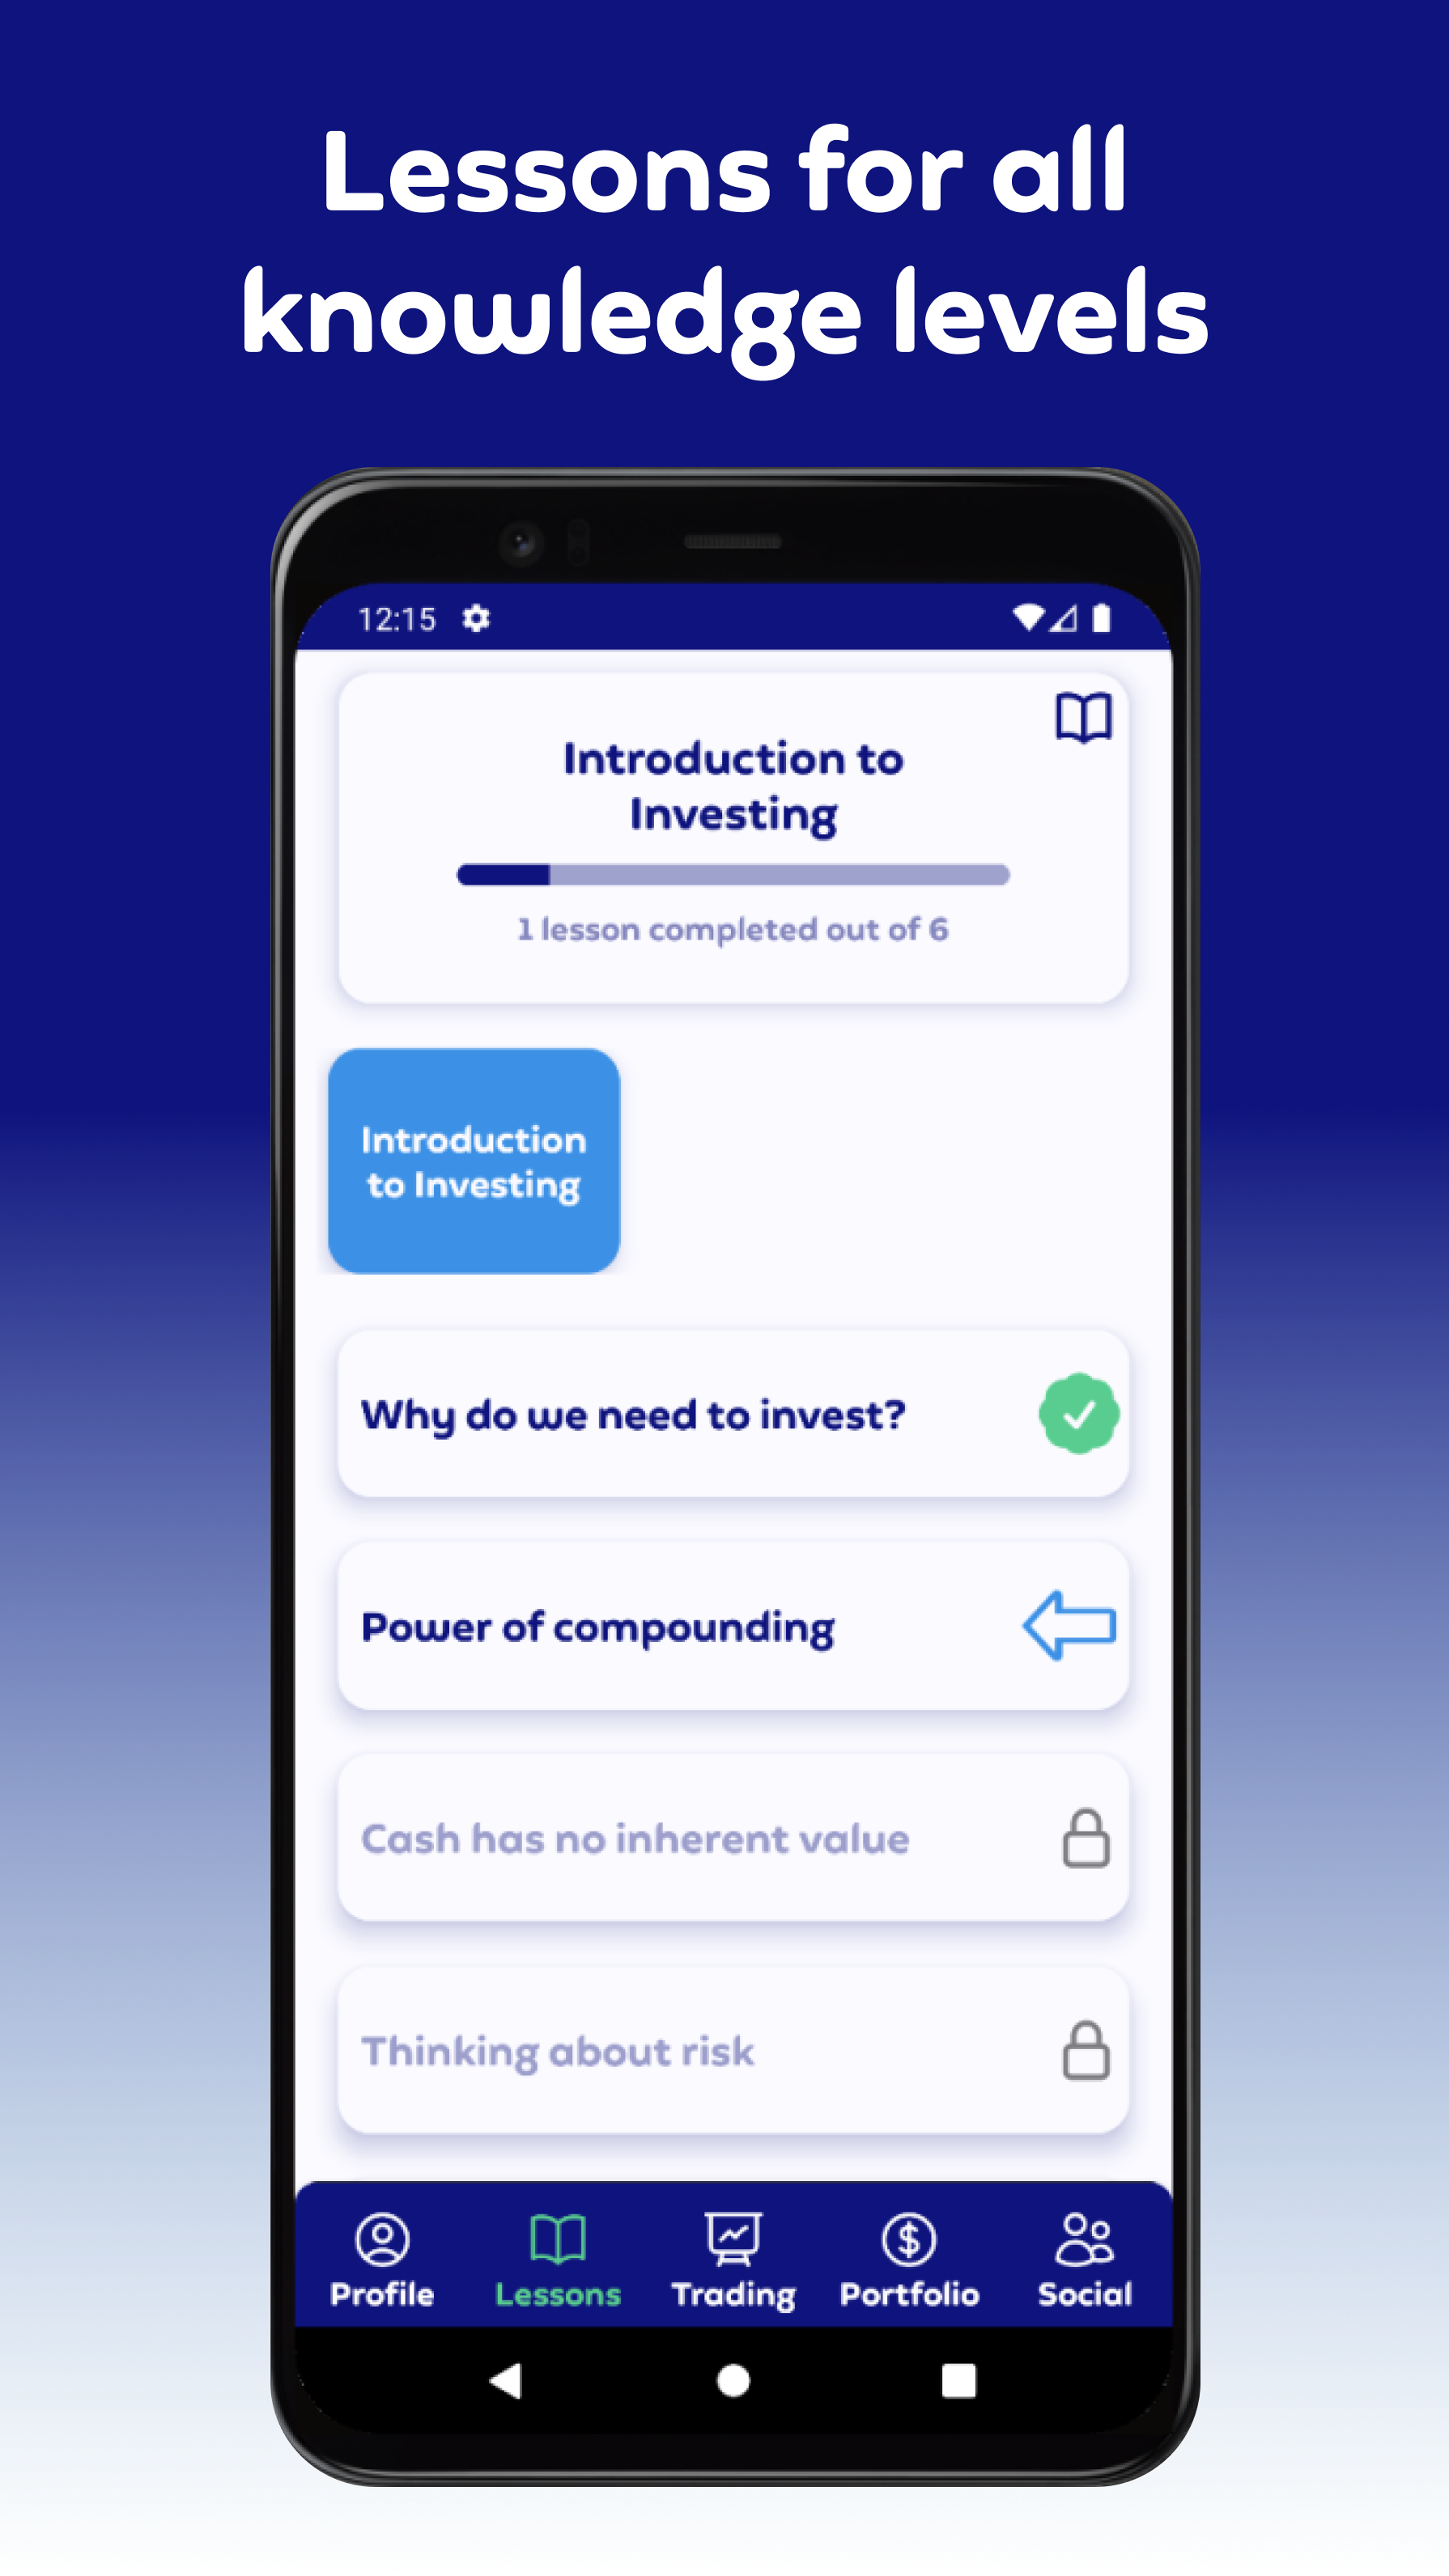 Lessons for all
knowledge levels
12:15
Introduction to
Investing
1 lesson completed out of 6
Introduction
to Investing
Why do we need to invest?
Power of compounding
Cash has no inherent value
Thinking about risk
Profile Lessons Trading Portfolio Social